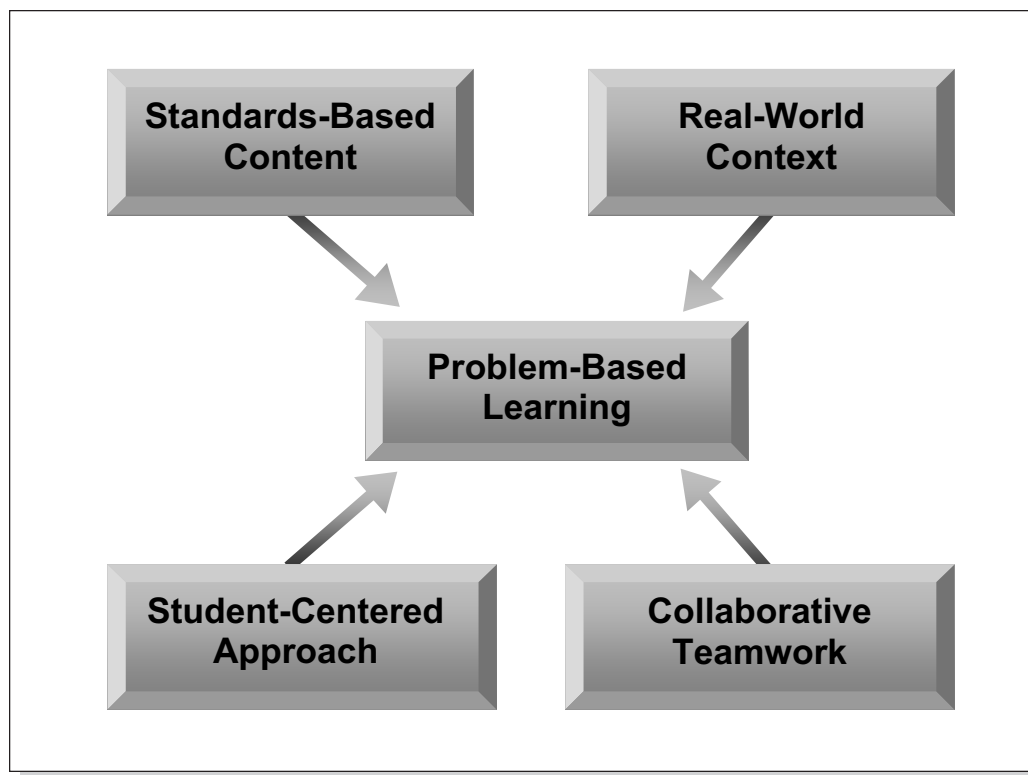 Standards-Based
Content
Real-World
Context
Problem-Based
Learning
Student-Centered
Approach
Collaborative
Teamwork